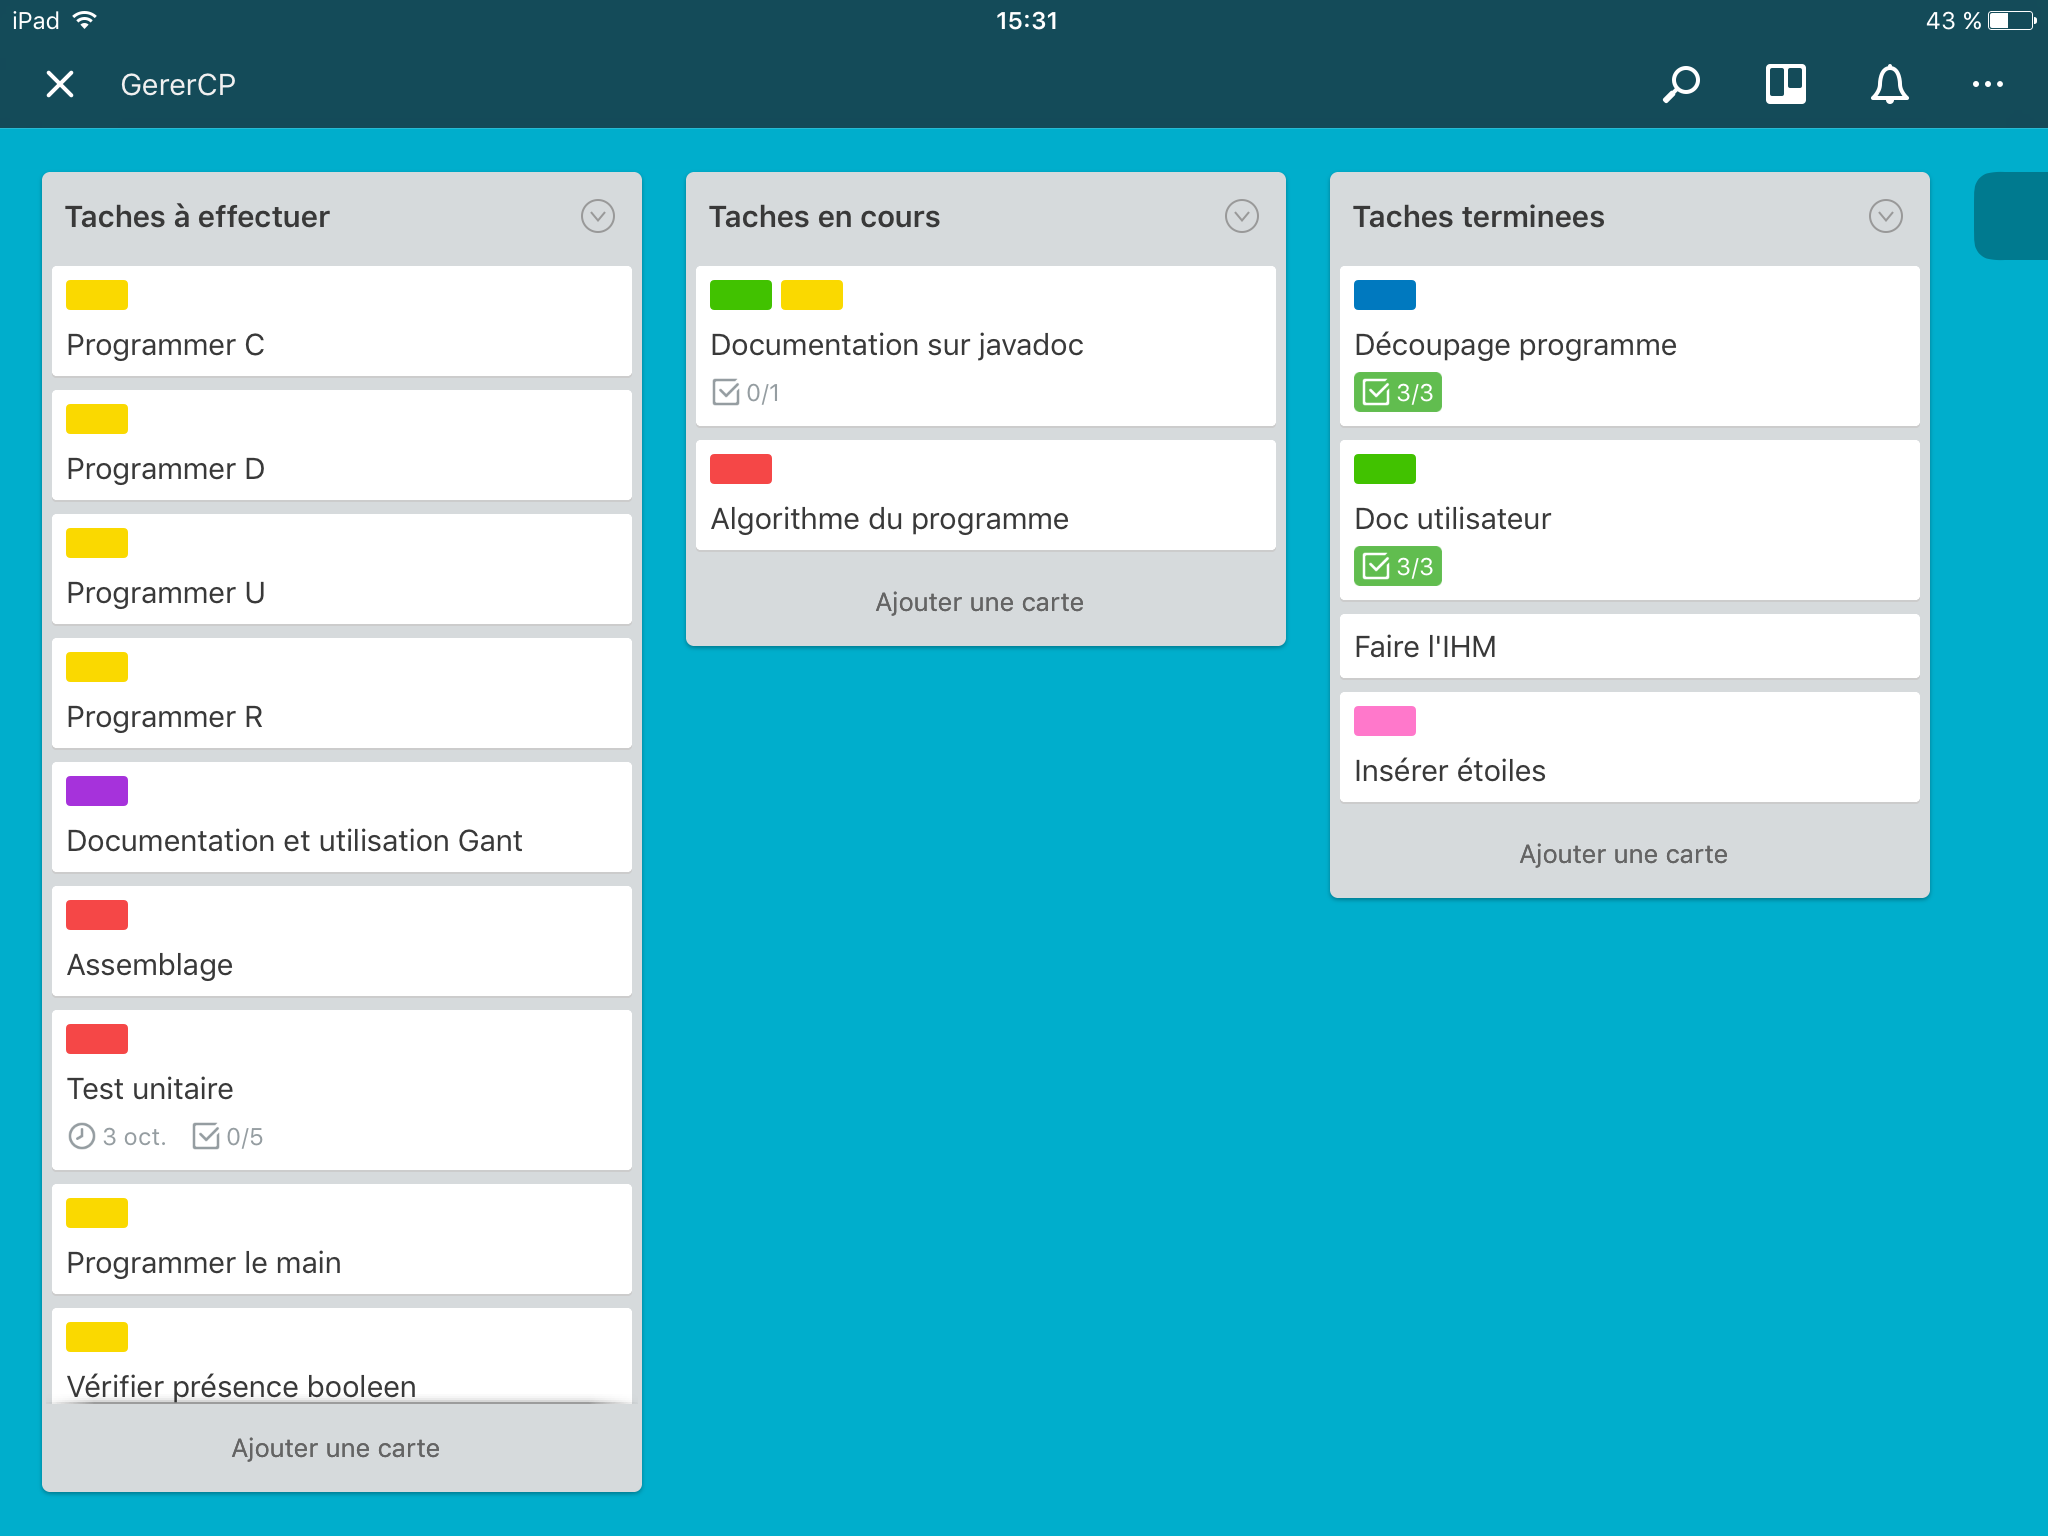 iPad 15:31 43 %
GererCP
Taches à effectuer
Programmer C
Programmer D
Programmer U
Programmer R
Documentation et utilisation Gant
Assemblage
Test unitaire
3 oct. 0/5
Programmer le main
Vérifier présence booleen
Ajouter une carte
Taches en cours
Documentation sur javadoc
0/1
Algorithme du programme
Ajouter une carte
Taches terminees
Découpage programme
3/3
Doc utilisateur
3/3
Faire l'IHM
Insérer étoiles
Ajouter une carte